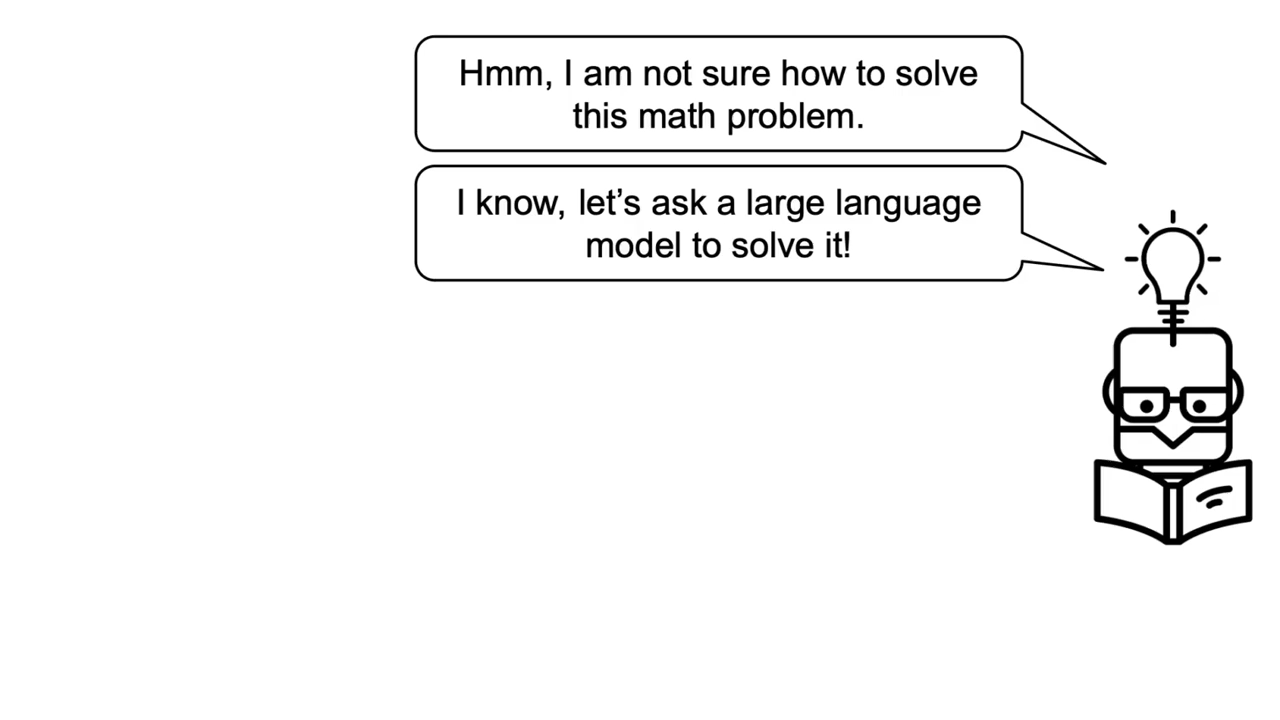 Hmm, I am not sure how to solve
this math problem.
I know, let’s ask a large language
model to solve it!